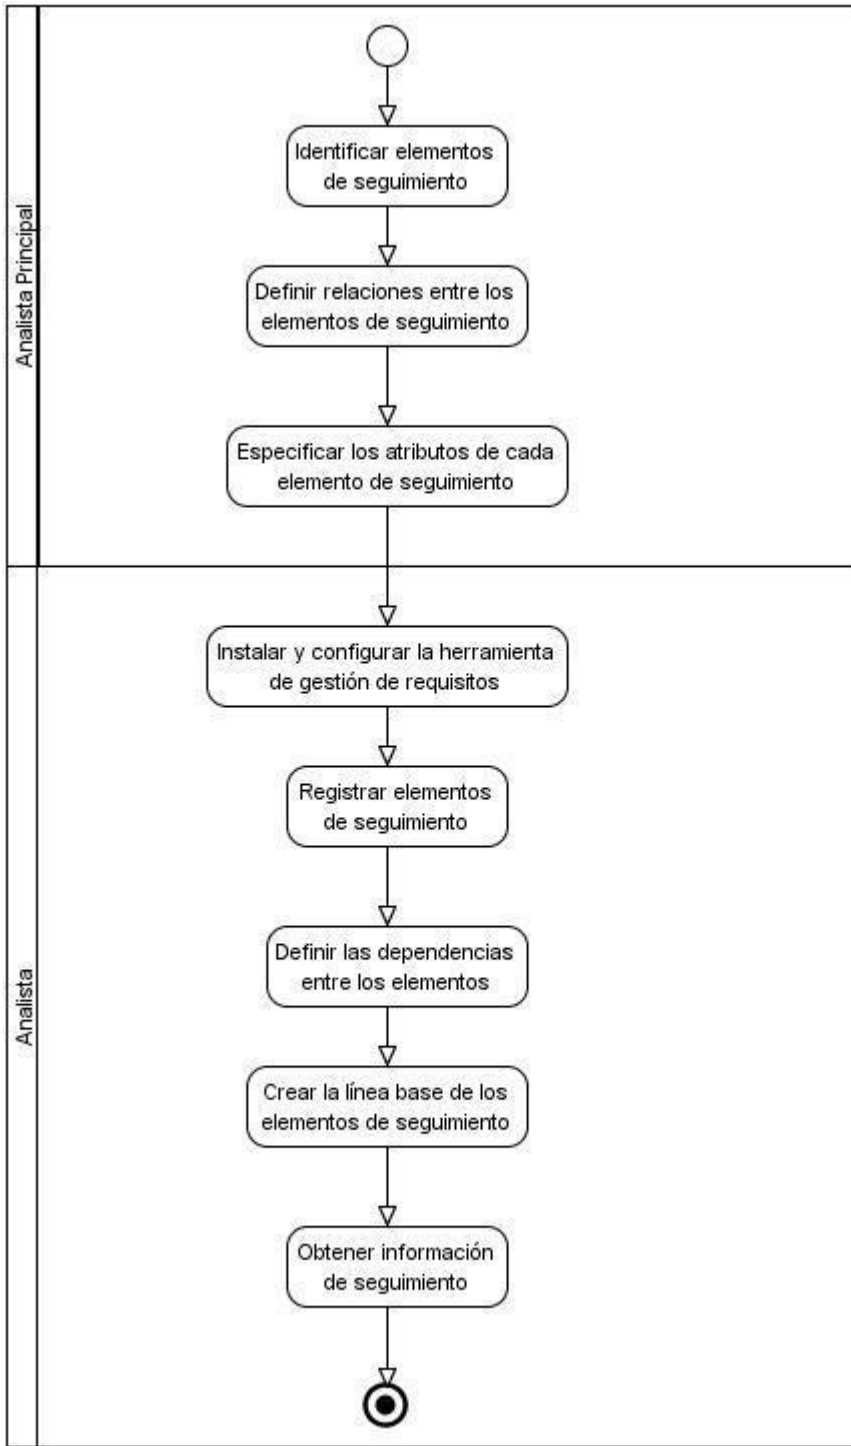 Analista Principal
Identificar elementos
de seguimiento
Definir relaciones entre los
elementos de seguimiento
Especificar los atributos de cada
elemento de seguimiento
Analista
Instalar y configurar la herramienta
de gestión de requisitos
Registrar elementos
de seguimiento
Definir las dependencias
entre los elementos
Crear la línea base de los
elementos de seguimiento
Obtener información
de seguimiento